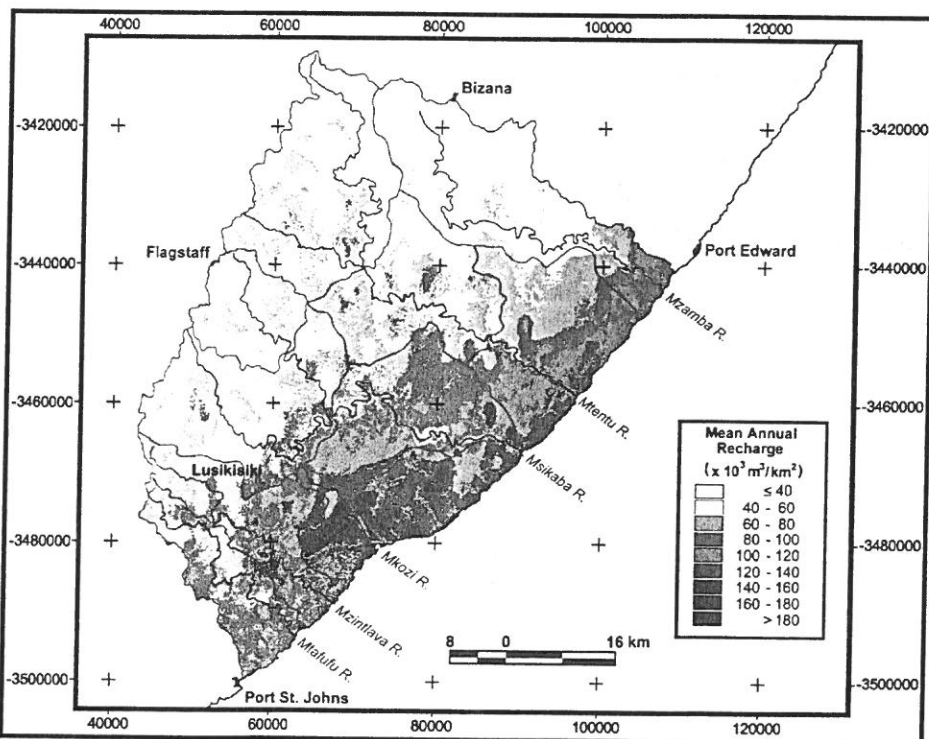 40000 60000 80000 100000 120000
Bizana
-3420000 -3420000
Flagstaff
Port Edward
-3440000 -3440000
Mzamba R.
-3460000 -3460000
Mtentu R.
Msikaba R.
Lusikisiki
Mean Annual
Recharge
(x 10³ m³/km²)
≤ 40
40 - 60
60 - 80
80 - 100
100 - 120
120 - 140
140 - 160
160 - 180
> 180
-3480000 -3480000
Mkozi R.
Mzintlava R.
Mfafufu R.
8 0 16 km
-3500000 -3500000
Port St. Johns
40000 60000 80000 100000 120000